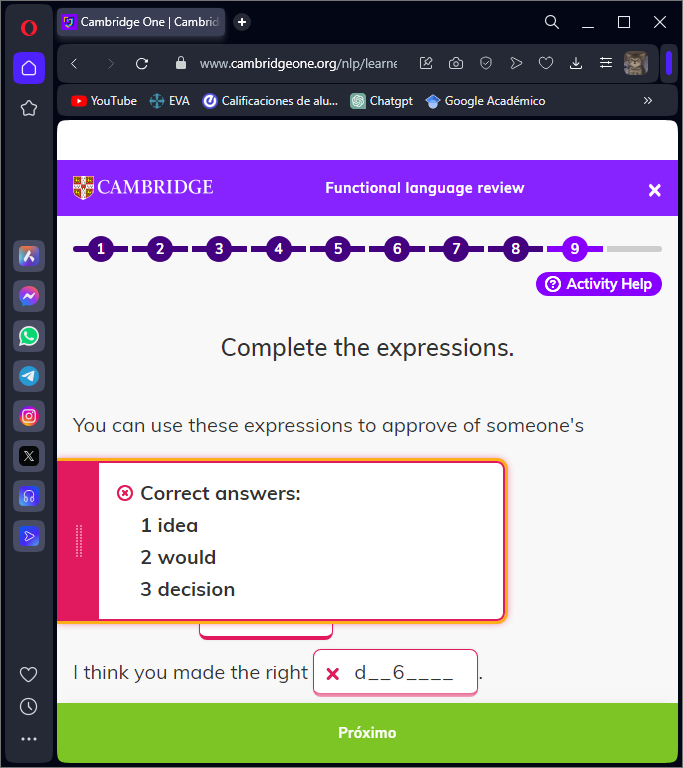 Cambridge One | Cambrid
www.cambridgeone.org/nlp/learne
YouTube EVA Calificaciones de alu... Chatgpt Google Académico »
CAMBRIDGE Functional language review
1 2 3 4 5 6 7 8 9
? Activity Help
Complete the expressions.
You can use these expressions to approve of someone's
Correct answers:
1 idea
2 would
3 decision
I think you made the right d__6____.
Próximo